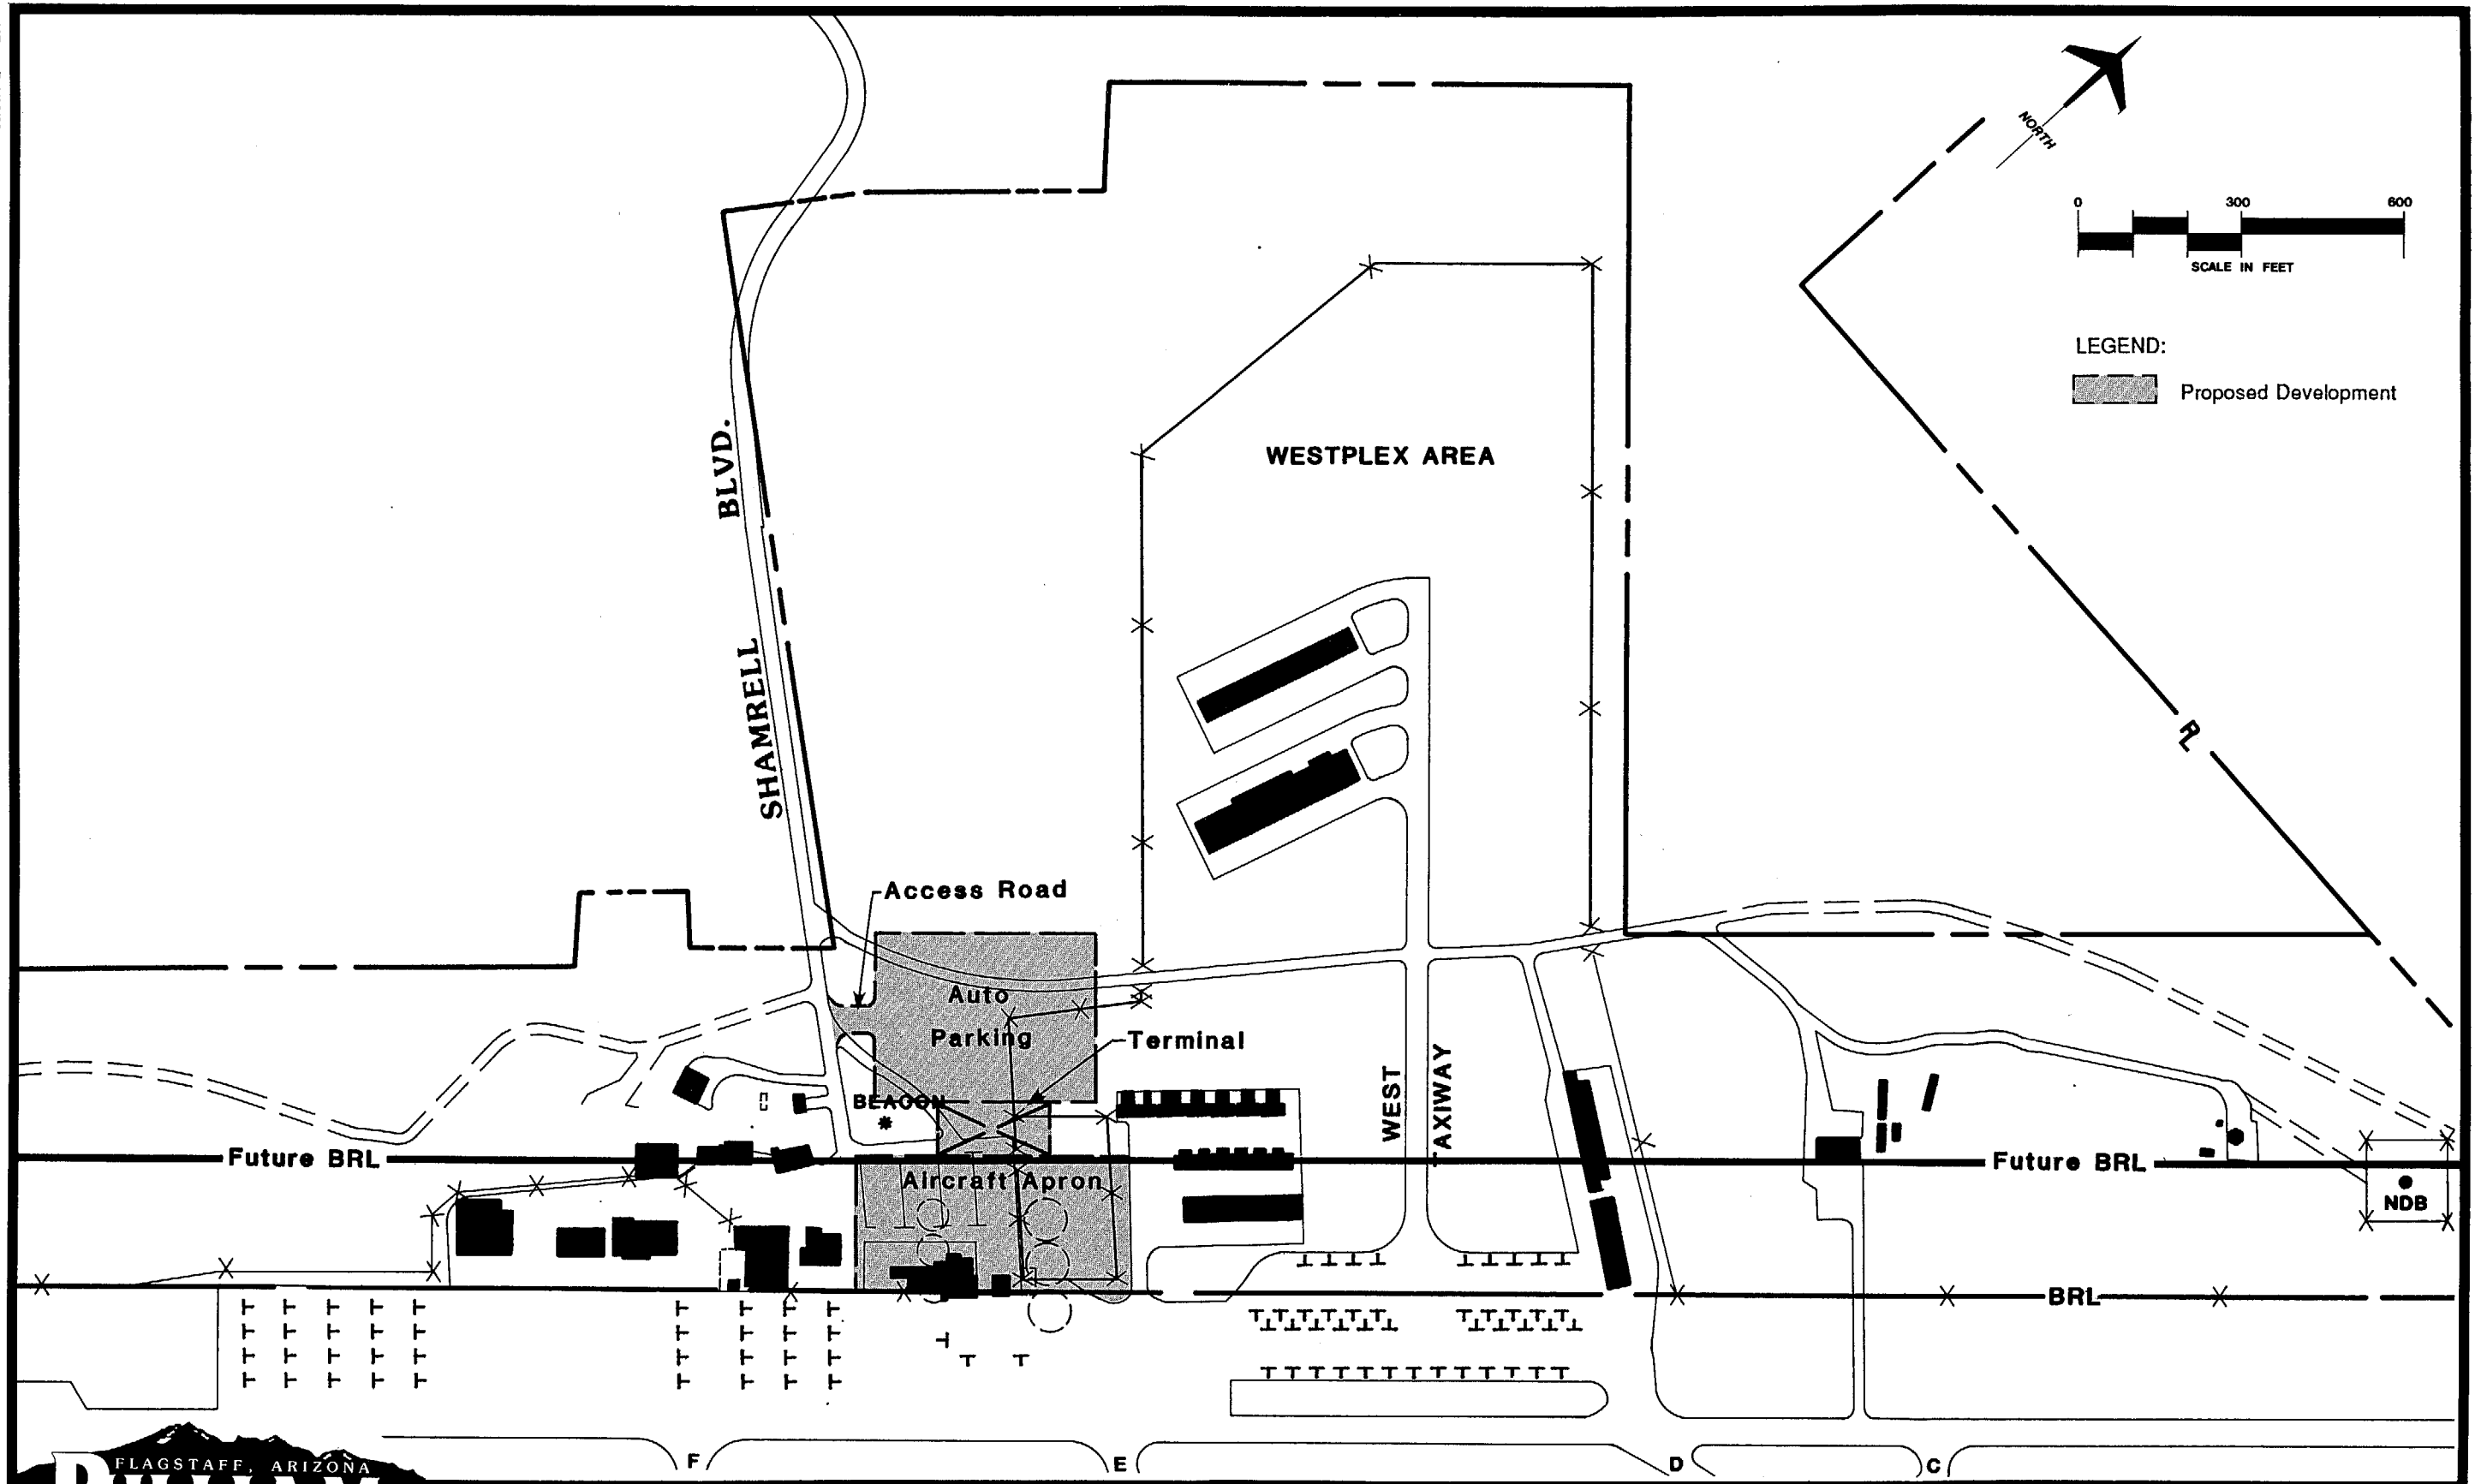 NORTH
0 300 600
SCALE IN FEET
LEGEND:
Proposed Development
WESTPLEX AREA
SHAMRELL BLVD.
Access Road
Auto
Parking
Terminal
BEACON
WEST
TAXIWAY
Future BRL
Future BRL
Aircraft Apron
NDB
BRL
F
E
D
C
FLAGSTAFF, ARIZONA